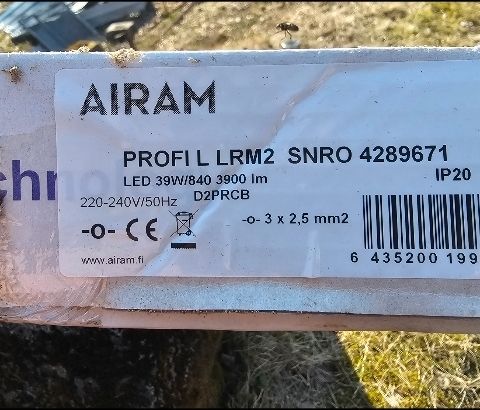 AIRAM
PROFI L LRM2 SNRO 4289671
LED 39W/840 3900 lm IP20
220-240V/50Hz D2PRCB
-o- CE -o- 3 x 2,5 mm2
www.airam.fi
6 435200 199